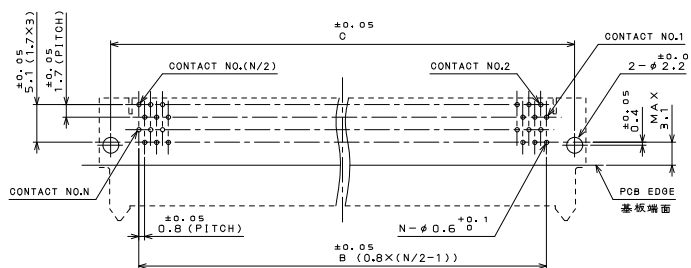 ±0.05
C
±0.05
5.1 (1.7×3)
±0.05
1.7 (PITCH)
CONTACT NO.(N/2)
CONTACT NO.2
CONTACT NO.1
±0.0
2-φ2.2
±0.05
0.4
MAX
3.1
CONTACT NO.N
PCB EDGE
基板端面
±0.05
0.8 (PITCH)
N-φ0.6 +0.1 0
±0.05
B (0.8×(N/2-1))